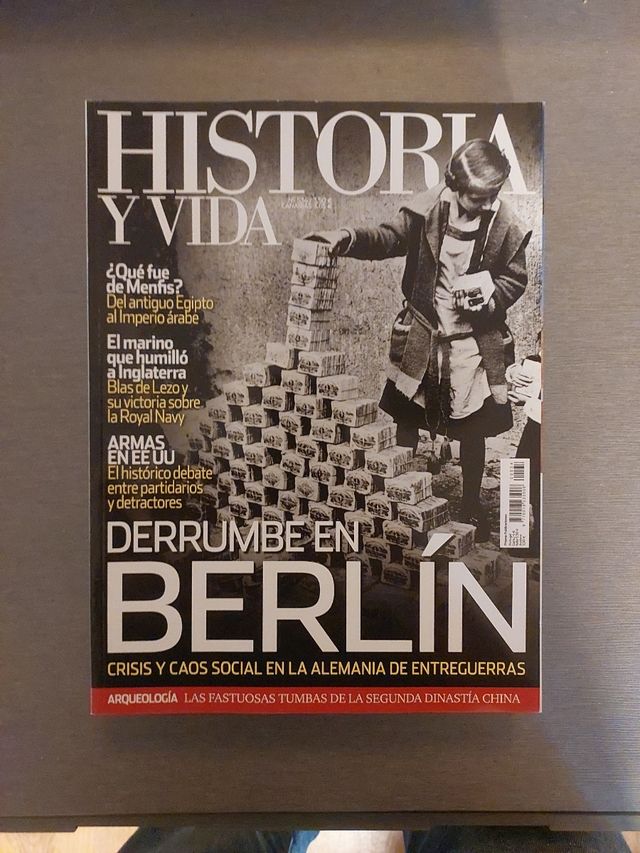 HISTORIA
Y VIDA
¿Qué fue
de Menfis?
Del antiguo Egipto
al Imperio árabe
El marino
que humilló
a Inglaterra
Blas de Lezo y
su victoria sobre
la Royal Navy
ARMAS
EN EE UU
El histórico debate
entre partidarios
y detractores
DERRUMBE EN
BERLÍN
CRISIS Y CAOS SOCIAL EN LA ALEMANIA DE ENTREGUERRAS
ARQUEOLOGÍA LAS FASTUOSAS TUMBAS DE LA SEGUNDA DINASTÍA CHINA